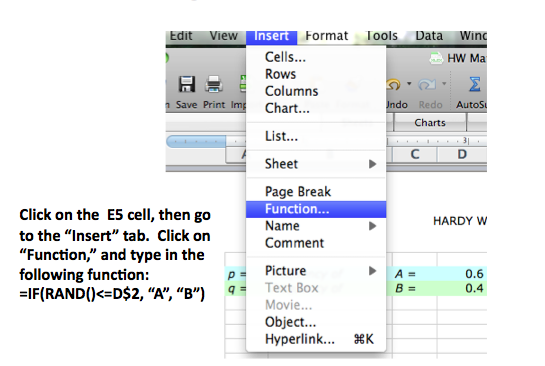 Edit View Insert Format Tools Data Wind
Cells...
HW Ma
Rows
Columns
Chart...
Save Print Imp
Undo Redo AutoSu
Charts
List...
3
A C D
Sheet
Page Break
Function...
HARDY W
Name
Comment
Click on the E5 cell, then go
to the “Insert” tab. Click on
“Function,” and type in the
following function:
=IF(RAND()<=D$2, “A”, “B”)
Picture
p = A = 0.6
Text Box
q = B = 0.4
Movie...
Object...
Hyperlink... ⌘K